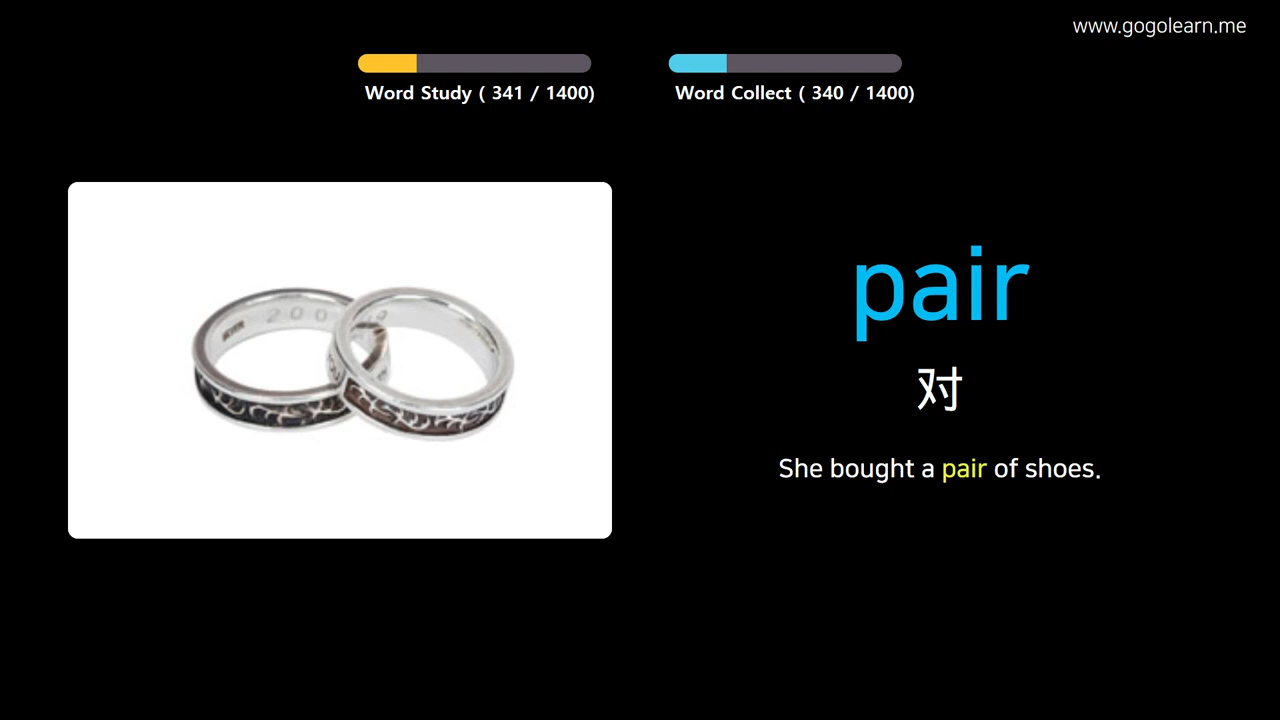 www.gogolearn.me
Word Study ( 341 / 1400)
Word Collect ( 340 / 1400)
pair
对
She bought a pair of shoes.